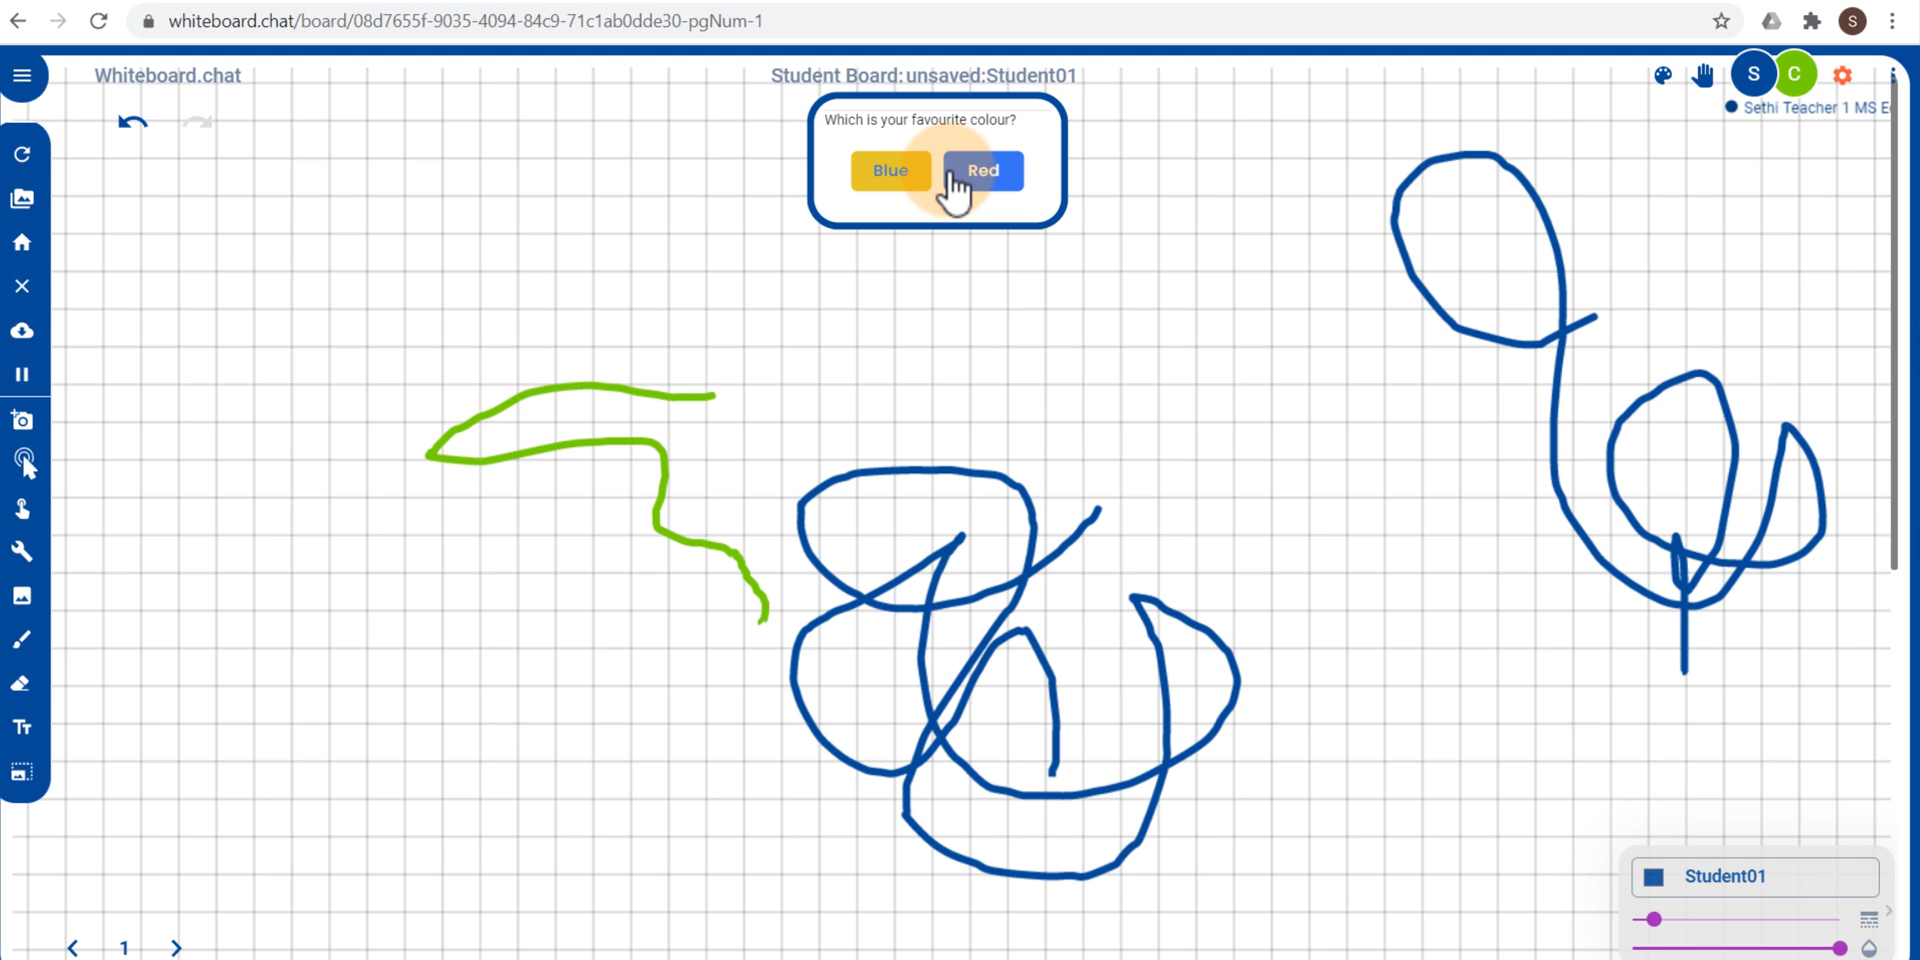 whiteboard.chat/board/08d7655f-9035-4094-84c9-71c1ab0dde30-pgNum-1
S
Whiteboard.chat
Student Board: unsaved:Student01
S
C
Sethi Teacher 1 MS E
Which is your favourite colour?
Blue
Red
Tт
Student01
1